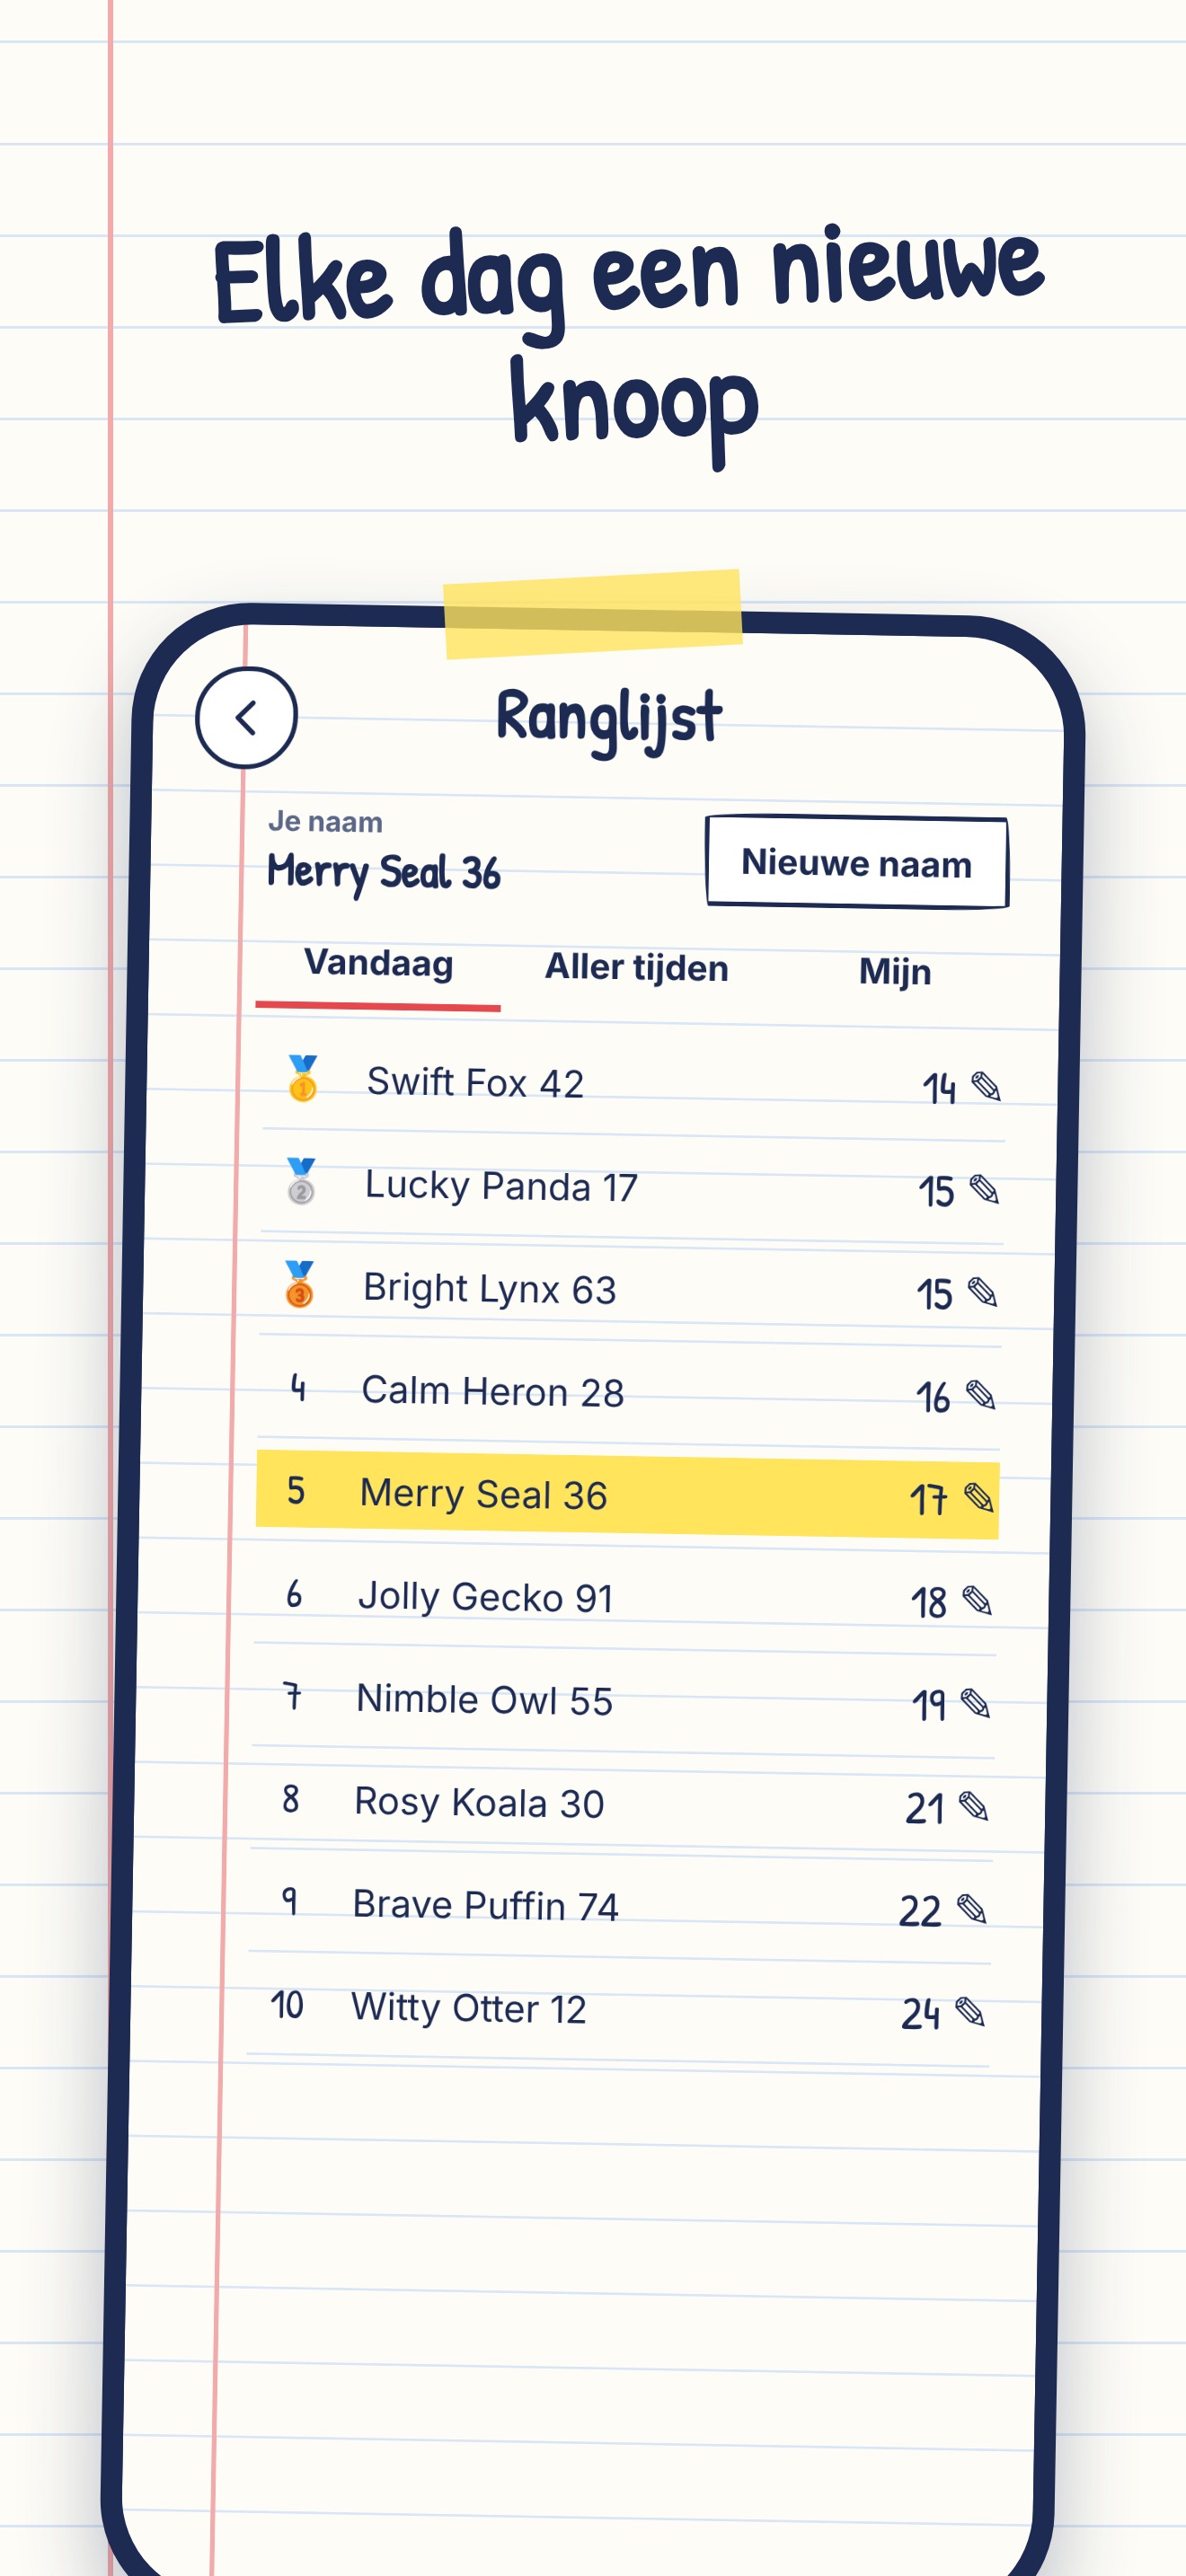 Elke dag een nieuwe
knoop
Ranglijst
Je naam
Merry Seal 36
Nieuwe naam
Vandaag Aller tijden Mijn
🥇 Swift Fox 42 14 ✎
🥈 Lucky Panda 17 15 ✎
🥉 Bright Lynx 63 15 ✎
4 Calm Heron 28 16 ✎
5 Merry Seal 36 17 ✎
6 Jolly Gecko 91 18 ✎
7 Nimble Owl 55 19 ✎
8 Rosy Koala 30 21 ✎
9 Brave Puffin 74 22 ✎
10 Witty Otter 12 24 ✎